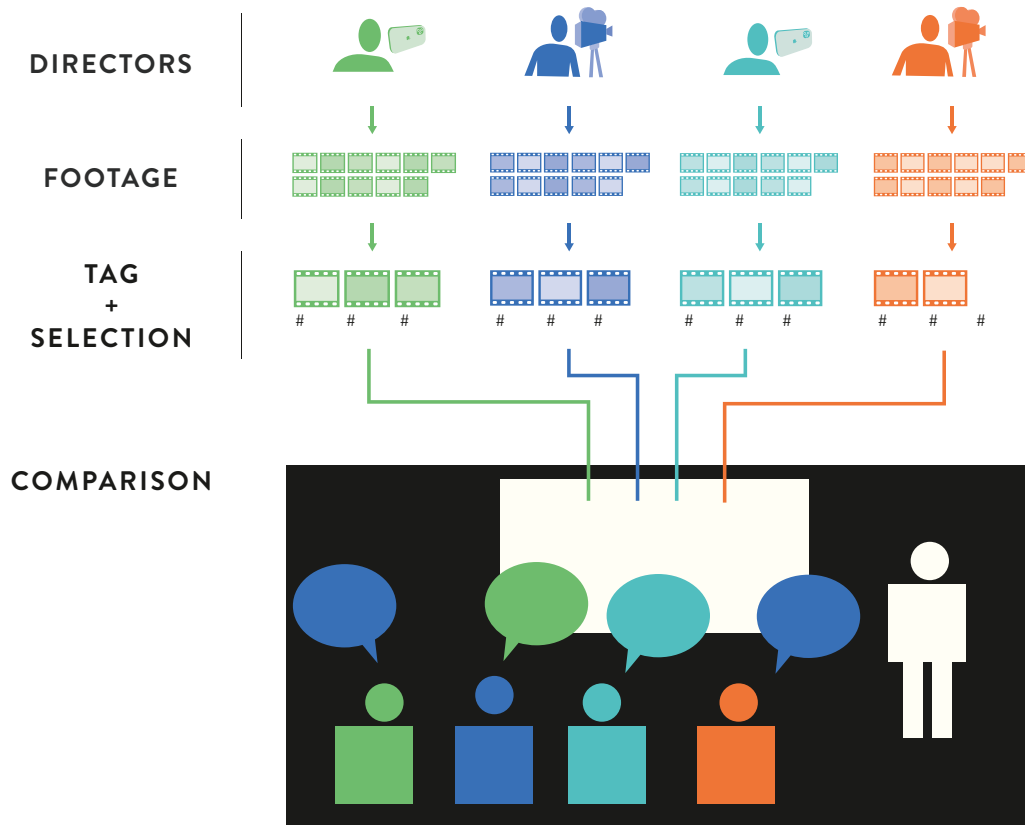 DIRECTORS
FOOTAGE
TAG
+
SELECTION
# # # # # # # # # # # #
COMPARISON